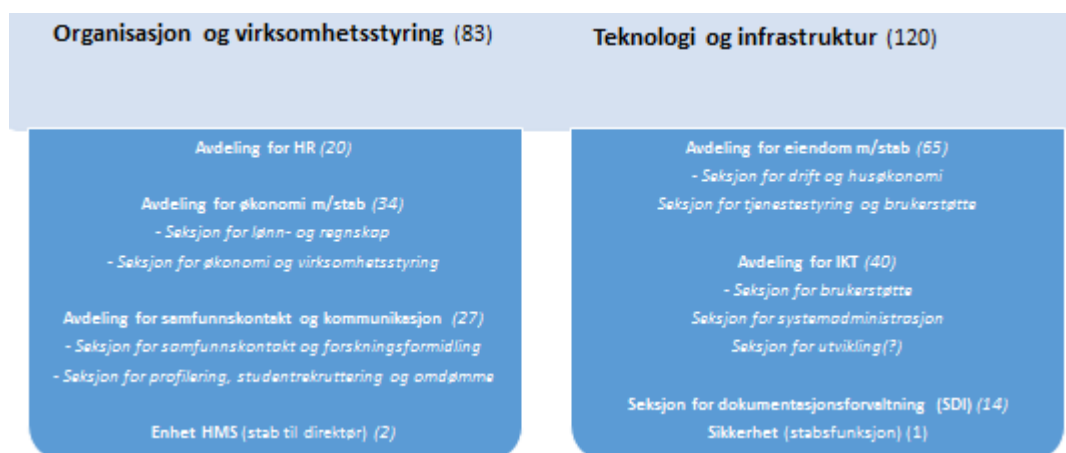 Organisasjon og virksomhetsstyring (83)
Avdeling for HR (20)
Avdeling for økonomi m/stab (34)
- Seksjon for lønn- og regnskap
- Seksjon for økonomi og virksomhetsstyring
Avdeling for samfunnskontakt og kommunikasjon (27)
- Seksjon for samfunnskontakt og forskningsformidling
- Seksjon for profilering, studentrekruttering og omdømme
Enhet HMS (stab til direktør) (2)
Teknologi og infrastruktur (120)
Avdeling for eiendom m/stab (65)
- Seksjon for drift og husøkonomi
Seksjon for tjenestestyring og brukerstøtte
Avdeling for IKT (40)
- Seksjon for brukerstøtte
Seksjon for systemadministrasjon
Seksjon for utvikling(?)
Seksjon for dokumentasjonsforvaltning (SDI) (14)
Sikkerhet (stabsfunksjon) (1)